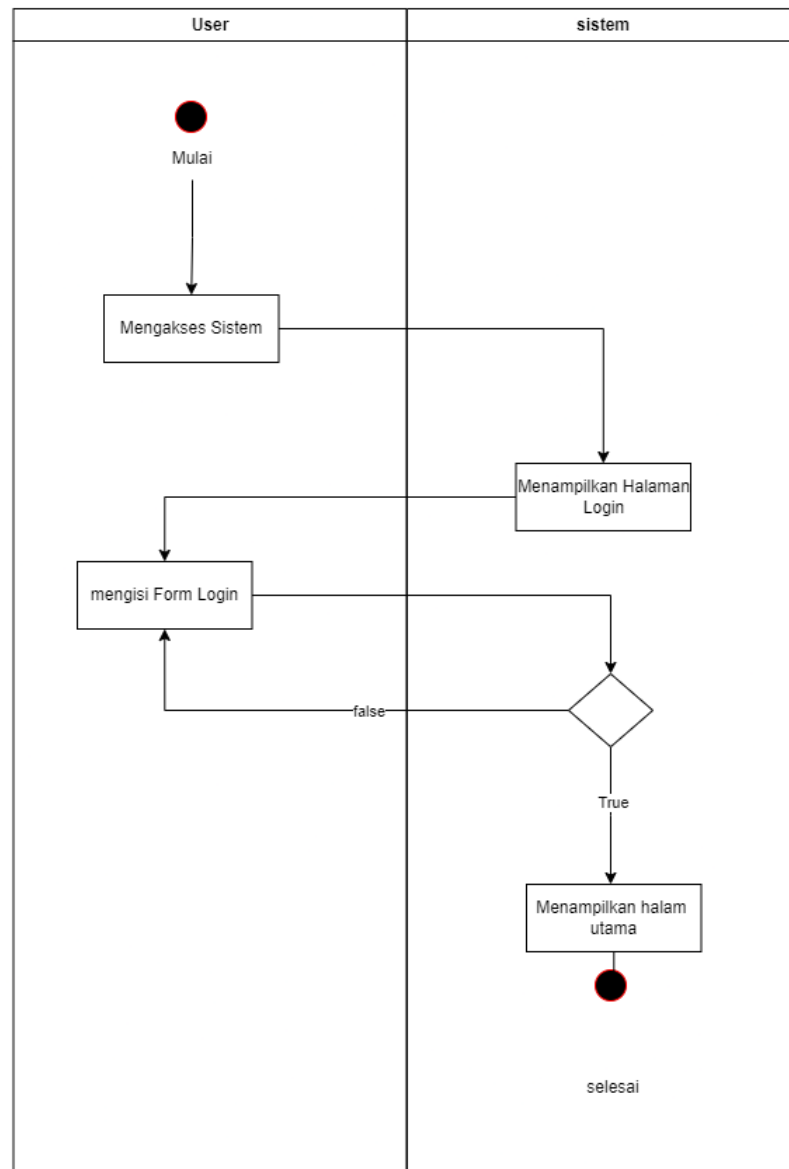 User
sistem
Mulai
Mengakses Sistem
Menampilkan Halaman
Login
mengisi Form Login
false
True
Menampilkan halam
utama
selesai